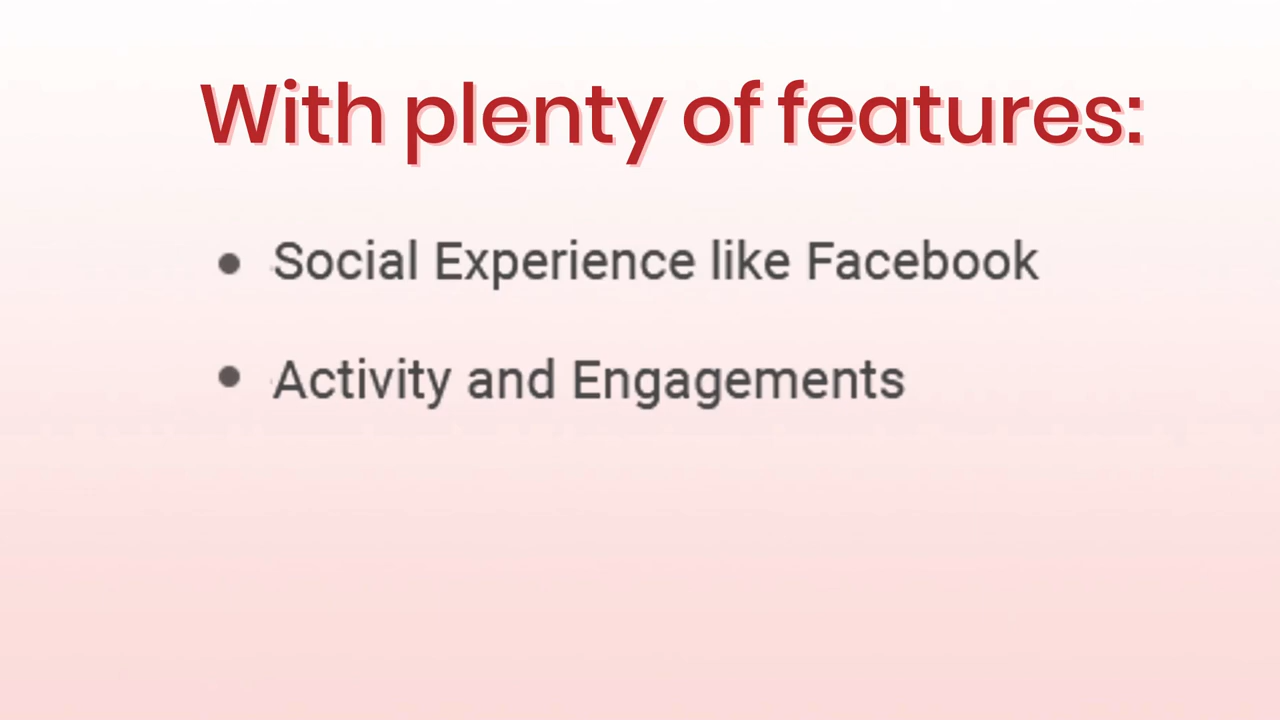 With plenty of features:
• Social Experience like Facebook
• Activity and Engagements